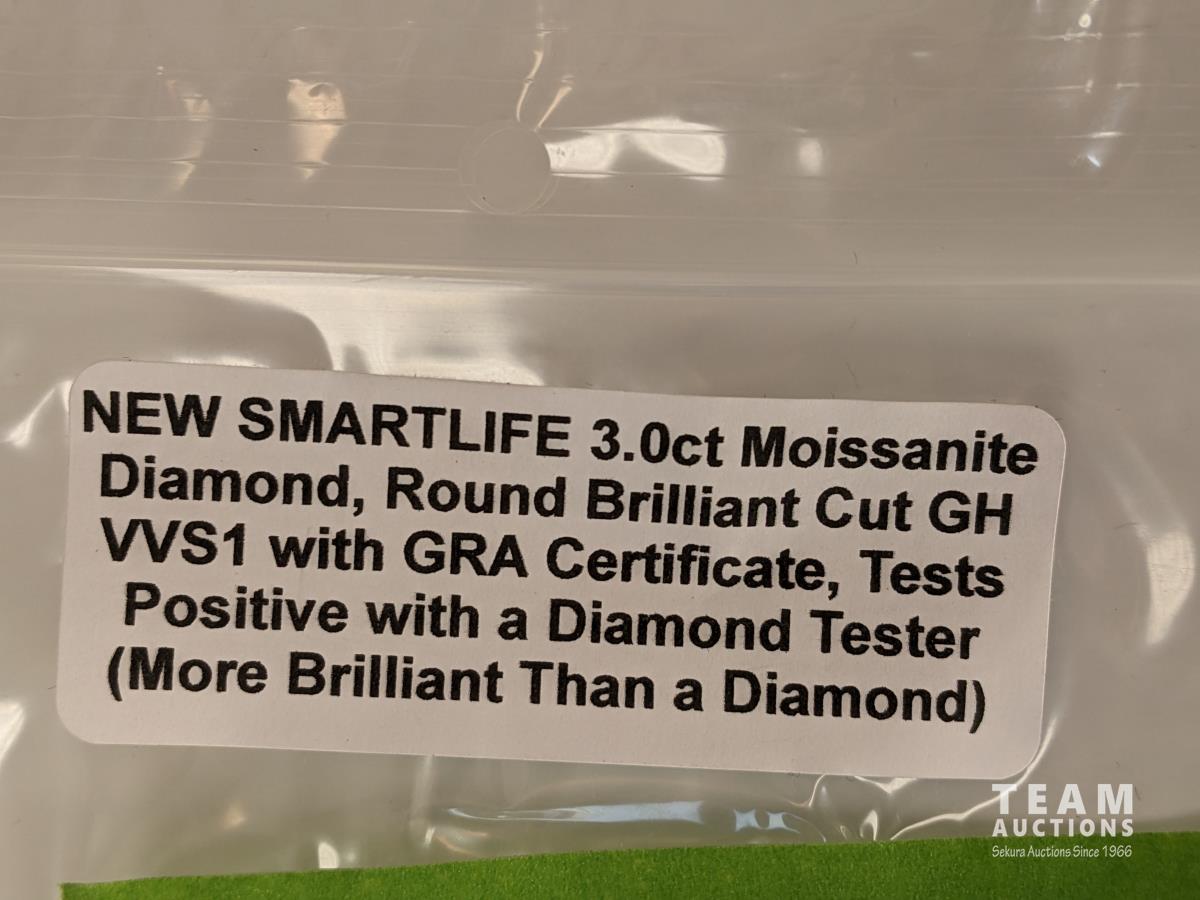 NEW SMARTLIFE 3.0ct Moissanite
Diamond, Round Brilliant Cut GH
VVS1 with GRA Certificate, Tests
Positive with a Diamond Tester
(More Brilliant Than a Diamond)
TEAM
AUCTIONS
Sekura Auctions Since 1966